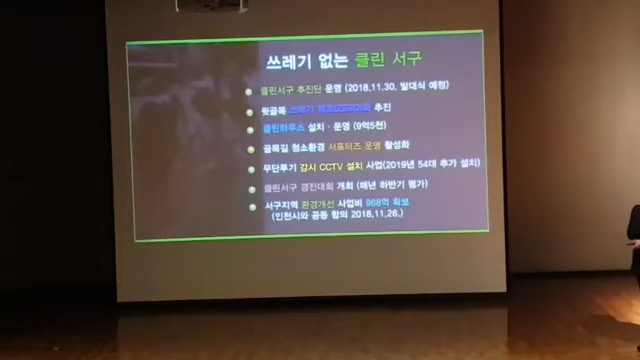 쓰레기 없는 클린 서구
클린서구 추진단 운영 (2018.11.30. 발대식 예정)
뒷골목 쓰레기 제로(ZERO)화 추진
클린하우스 설치·운영 (9억5천)
골목길 청소환경 서포터즈 운영 활성화
무단투기 감시 CCTV 설치 사업(2019년 54대 추가 설치)
클린서구 경진대회 개최 (매년 하반기 평가)
서구지역 환경개선 사업비 968억 확보
(인천시와 공동 합의 2018.11.26.)